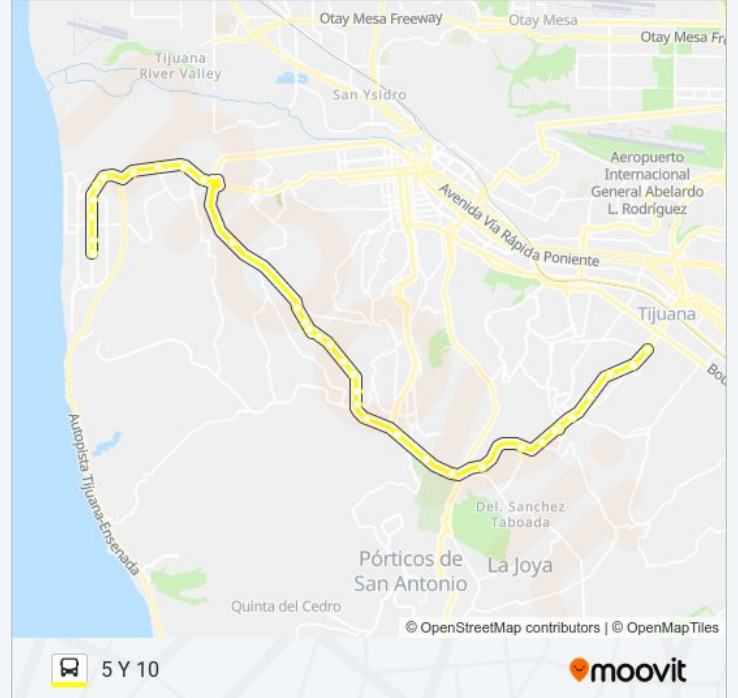 Otay Mesa Freeway
Otay Mesa
Otay Mesa Fr
Tijuana
River Valley
San Ysidro
Aeropuerto
Internacional
General Abelardo
L. Rodríguez
Avenida Vía Rápida Poniente
Tijuana
Bou
Autopista Tijuana-Ensenada
Del. Sanchez
Taboada
Pórticos de
San Antonio
La Joya
Quinta del Cedro
© OpenStreetMap contributors | © OpenMapTiles
5 Y 10
moovit